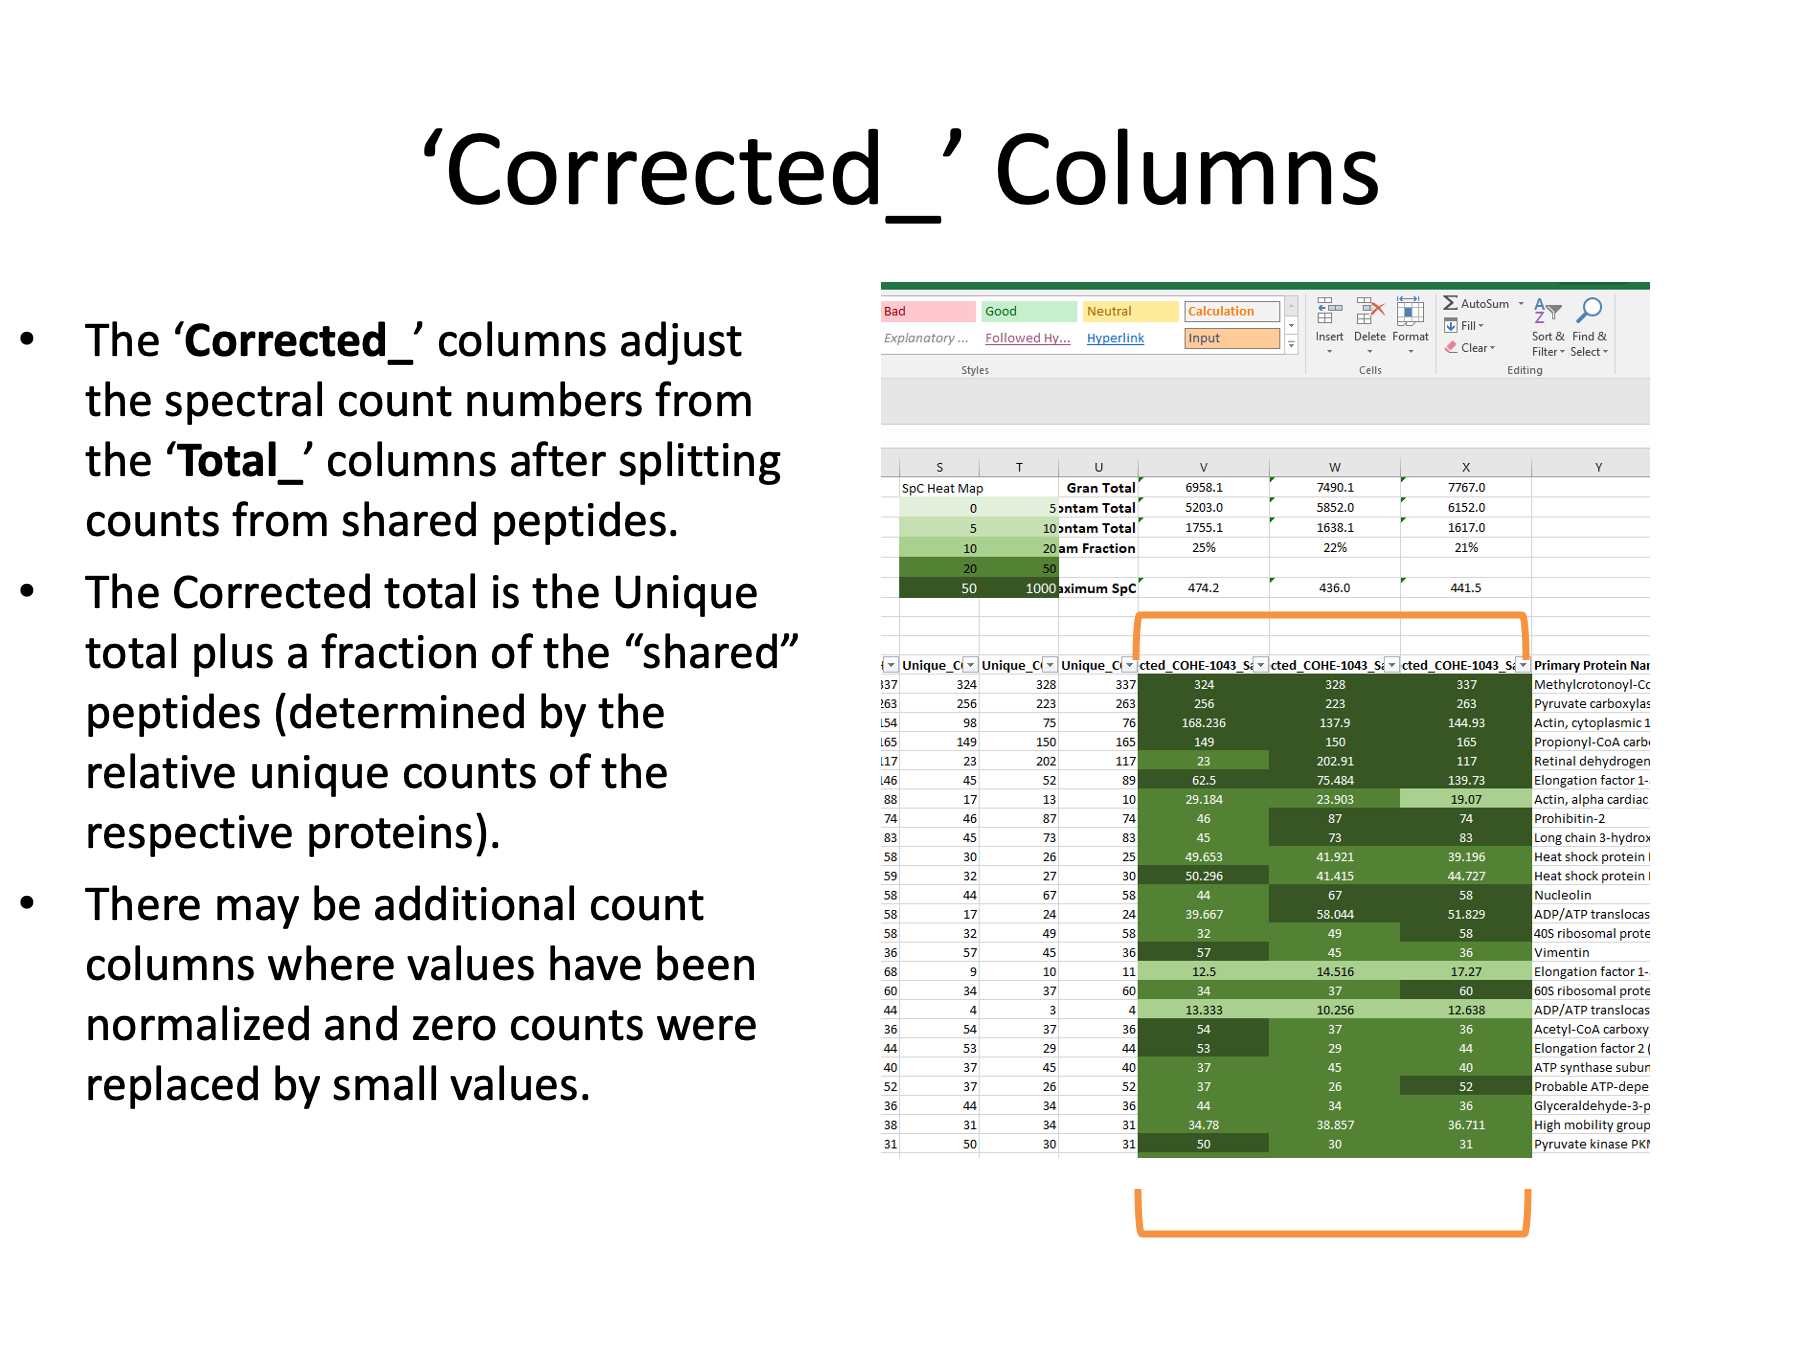 ‘Corrected_’ Columns
• The ‘Corrected_’ columns adjust
the spectral count numbers from
the ‘Total_’ columns after splitting
counts from shared peptides.
• The Corrected total is the Unique
total plus a fraction of the “shared”
peptides (determined by the
relative unique counts of the
respective proteins).
• There may be additional count
columns where values have been
normalized and zero counts were
replaced by small values.
Bad Good Neutral Calculation
Explanatory ... Followed Hy... Hyperlink Input
Styles
Insert Delete Format
Cells
AutoSum
Fill
Clear
Sort & Find &
Filter Select
Editing
S T U V W X Y
SpC Heat Map Gran Total 6958.1 7490.1 7767.0
0 5 ontam Total 5203.0 5852.0 6152.0
5 10 ontam Total 1755.1 1638.1 1617.0
10 20 am Fraction 25% 22% 21%
20 50
50 1000 aximum SpC 474.2 436.0 441.5
Unique_C Unique_C Unique_C cted_COHE-1043_Sa cted_COHE-1043_Sa cted_COHE-1043_Sa Primary Protein Nar
337 324 328 337 324 328 337 Methylcrotonoyl-Co
263 256 223 263 256 223 263 Pyruvate carboxylas
154 98 75 76 168.236 137.9 144.93 Actin, cytoplasmic 1
165 149 150 165 149 150 165 Propionyl-CoA carb
117 23 202 117 23 202.91 117 Retinal dehydrogen
146 45 52 89 62.5 75.484 139.73 Elongation factor 1-
88 17 13 10 29.184 23.903 19.07 Actin, alpha cardiac
74 46 87 74 46 87 74 Prohibitin-2
83 45 73 83 45 73 83 Long chain 3-hydrox
58 30 26 25 49.653 41.921 39.196 Heat shock protein
59 32 27 30 50.296 41.415 44.727 Heat shock protein
58 44 67 58 44 67 58 Nucleolin
58 17 24 24 39.667 58.044 51.829 ADP/ATP translocas
58 32 49 58 32 49 58 40S ribosomal prote
36 57 45 36 57 45 36 Vimentin
68 9 10 11 12.5 14.516 17.27 Elongation factor 1-
60 34 37 60 34 37 60 60S ribosomal prote
44 4 3 4 13.333 10.256 12.638 ADP/ATP translocas
36 54 37 36 54 37 36 Acetyl-CoA carboxy
44 53 29 44 53 29 44 Elongation factor 2 (
40 37 45 40 37 45 40 ATP synthase subun
52 37 26 52 37 26 52 Probable ATP-depe
36 44 34 36 44 34 36 Glyceraldehyde-3-p
38 31 34 31 34.78 38.857 36.711 High mobility group
31 50 30 31 50 30 31 Pyruvate kinase PKM